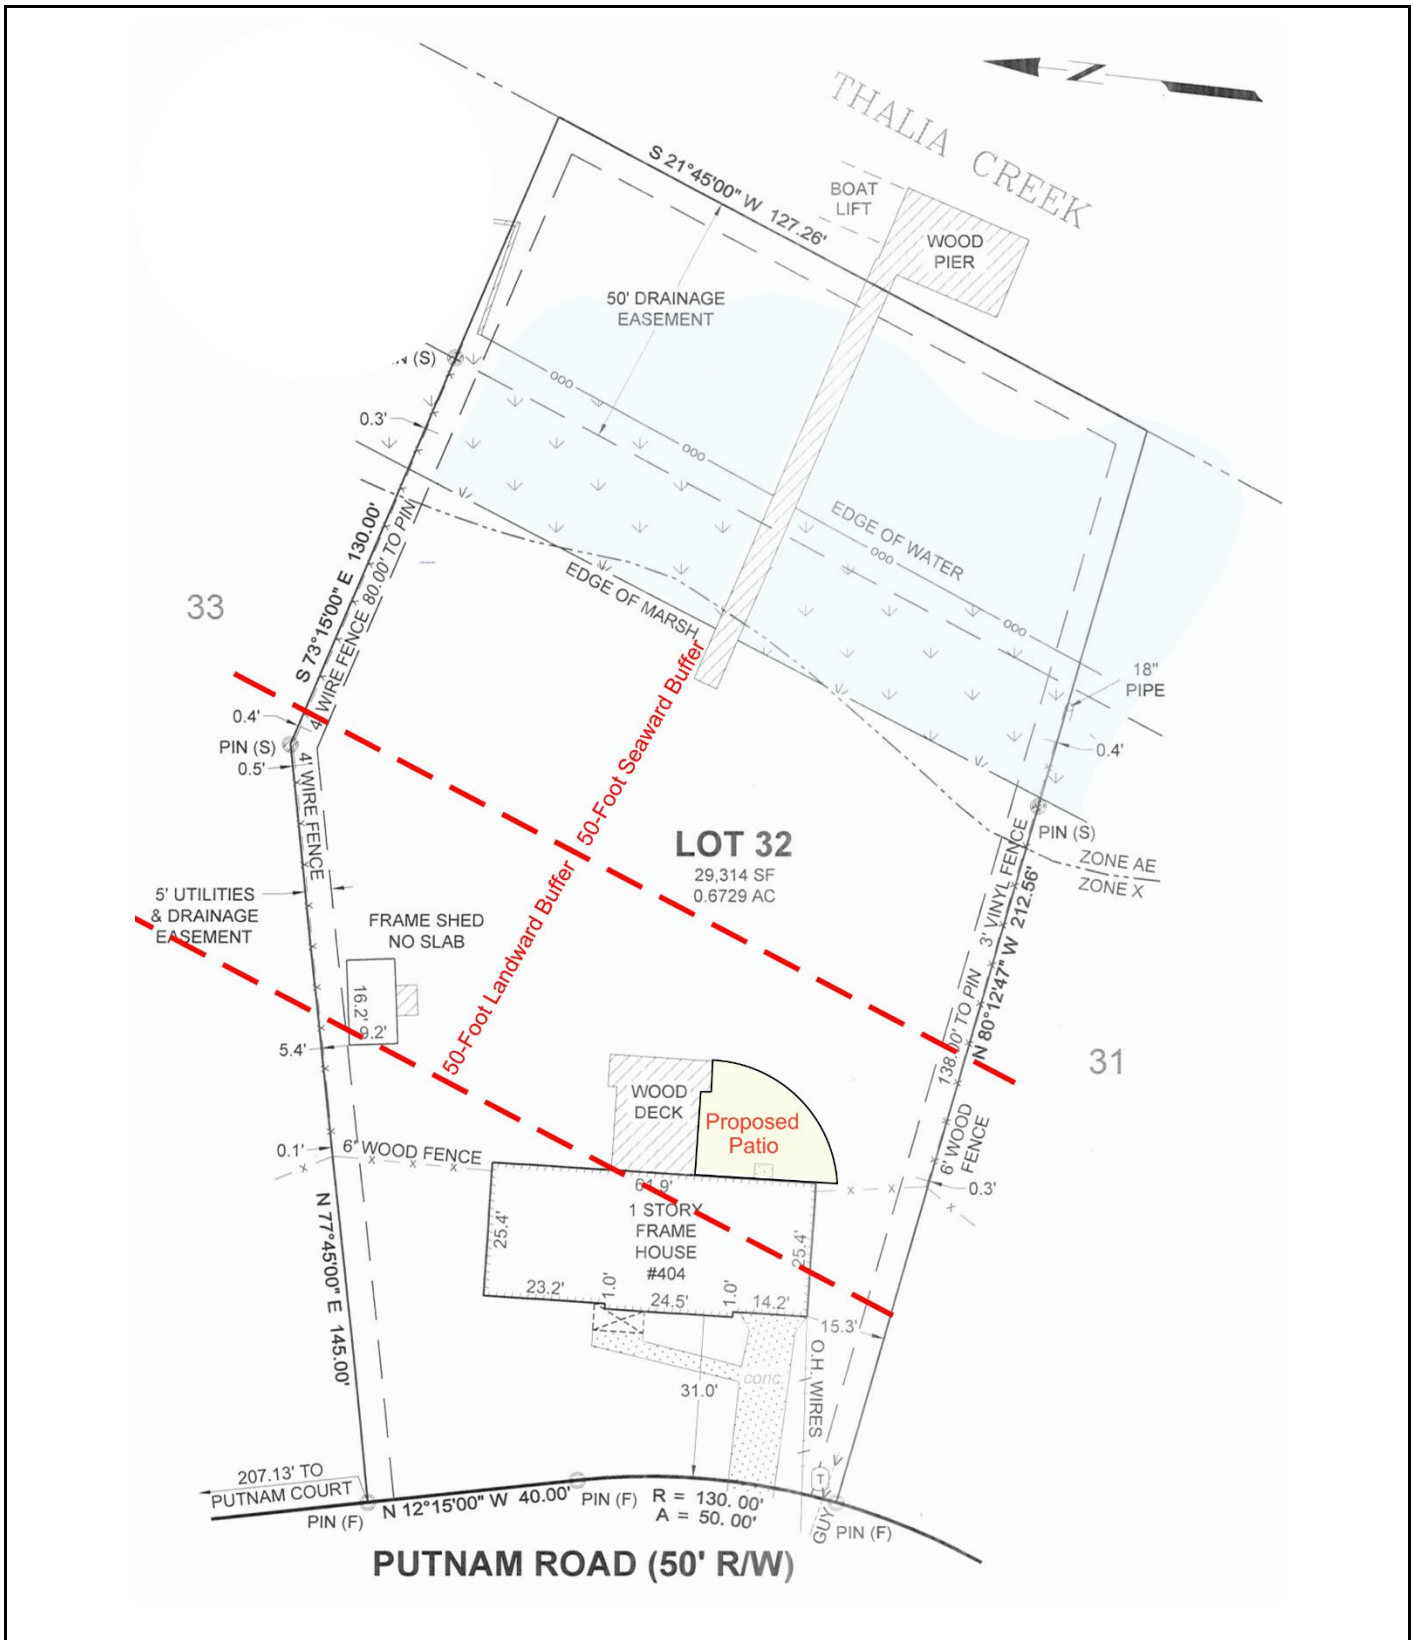 N
THALIA CREEK
S 21°45'00" W 127.26'
BOAT
LIFT
WOOD
PIER
50' DRAINAGE
EASEMENT
(S)
0.3'
EDGE OF WATER
EDGE OF MARSH
S 73°15'00" E 130.00'
4' WIRE FENCE 80.00' TO PIN
33
18"
PIPE
0.4'
0.4'
PIN (S)
0.5'
4' WIRE FENCE
50-Foot Seaward Buffer
LOT 32
29,314 SF
0.6729 AC
PIN (S)
ZONE AE
ZONE X
3' VINYL FENCE
138.00' TO PIN
N 80°12'47" W 212.56'
5' UTILITIES
& DRAINAGE
EASEMENT
FRAME SHED
NO SLAB
16.2'
9.2'
50-Foot Landward Buffer
5.4'
31
WOOD
DECK
Proposed
Patio
6' WOOD
FENCE
0.1'
6' WOOD FENCE
0.3'
61.9'
1 STORY
FRAME
HOUSE
#404
25.4'
25.4'
23.2'
1.0'
24.5'
1.0'
14.2'
15.3'
N 77°45'00" E 145.00'
O.H. WIRES
conc.
31.0'
207.13' TO
PUTNAM COURT
N 12°15'00" W 40.00'
PIN (F)
PIN (F)
R = 130.00'
A = 50.00'
T
GUY
PIN (F)
PUTNAM ROAD (50' R/W)